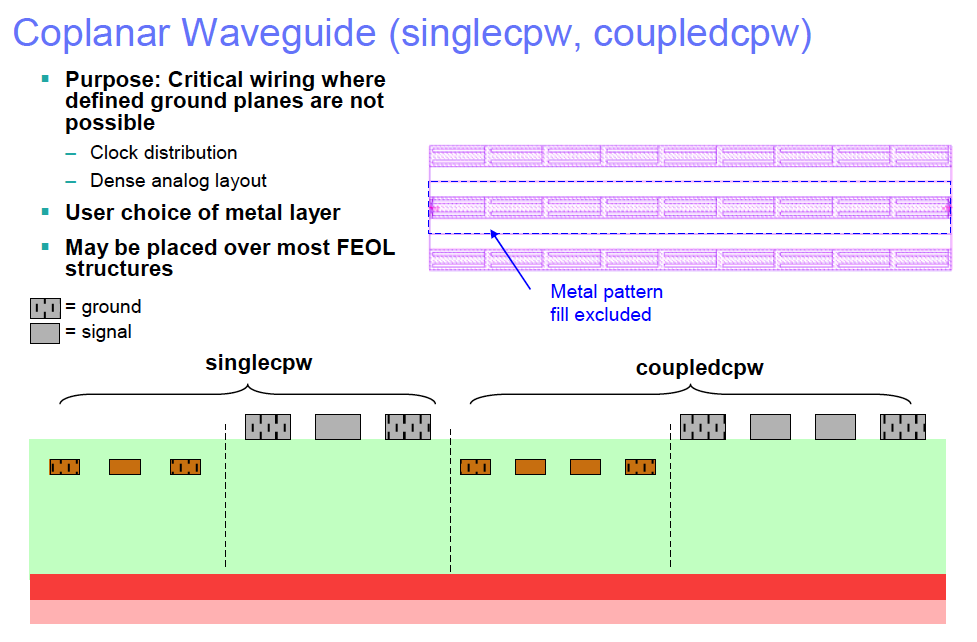 Coplanar Waveguide (singlecpw, coupledcpw)
Purpose: Critical wiring where
defined ground planes are not
possible
– Clock distribution
– Dense analog layout
User choice of metal layer
May be placed over most FEOL
structures
= ground
= signal
Metal pattern
fill excluded
singlecpw
coupledcpw